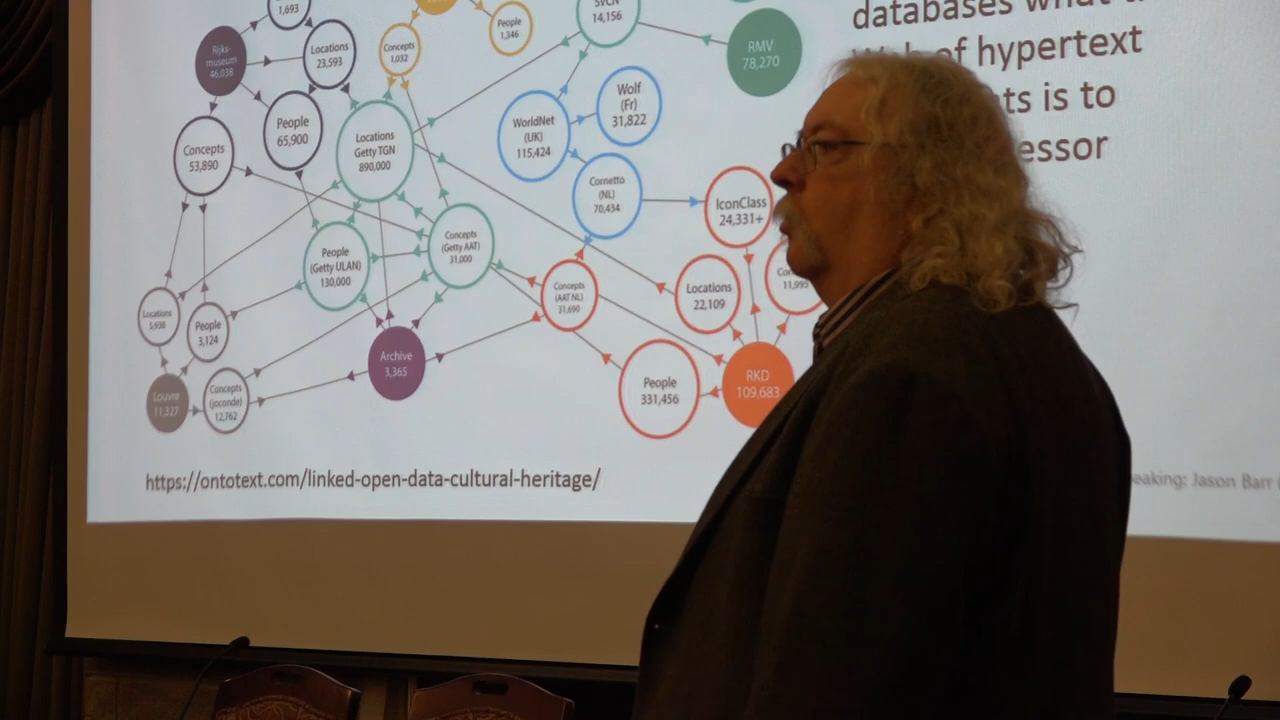 1,693
Rijks-
museum
46,038
Locations
23,593
Concepts
1,032
People
1,346
SVCN
14,156
RMV
78,270
databases what
of hypertext
ts is to
essor
People
65,900
Concepts
53,890
Locations
Getty TGN
890,000
WorldNet
(UK)
115,424
Wolf
(Fr)
31,822
Cornetto
(NL)
70,434
IconClass
24,331+
People
(Getty ULAN)
130,000
Concepts
(Getty AAT)
31,000
Concepts
(AAT NL)
31,690
Locations
22,109
11,995
Locations
People
3,124
Archive
3,365
Louvre
11,327
Concepts
(joconde)
12,762
People
331,456
RKD
109,683
https://ontotext.com/linked-open-data-cultural-heritage/
eaking: Jason Barr (